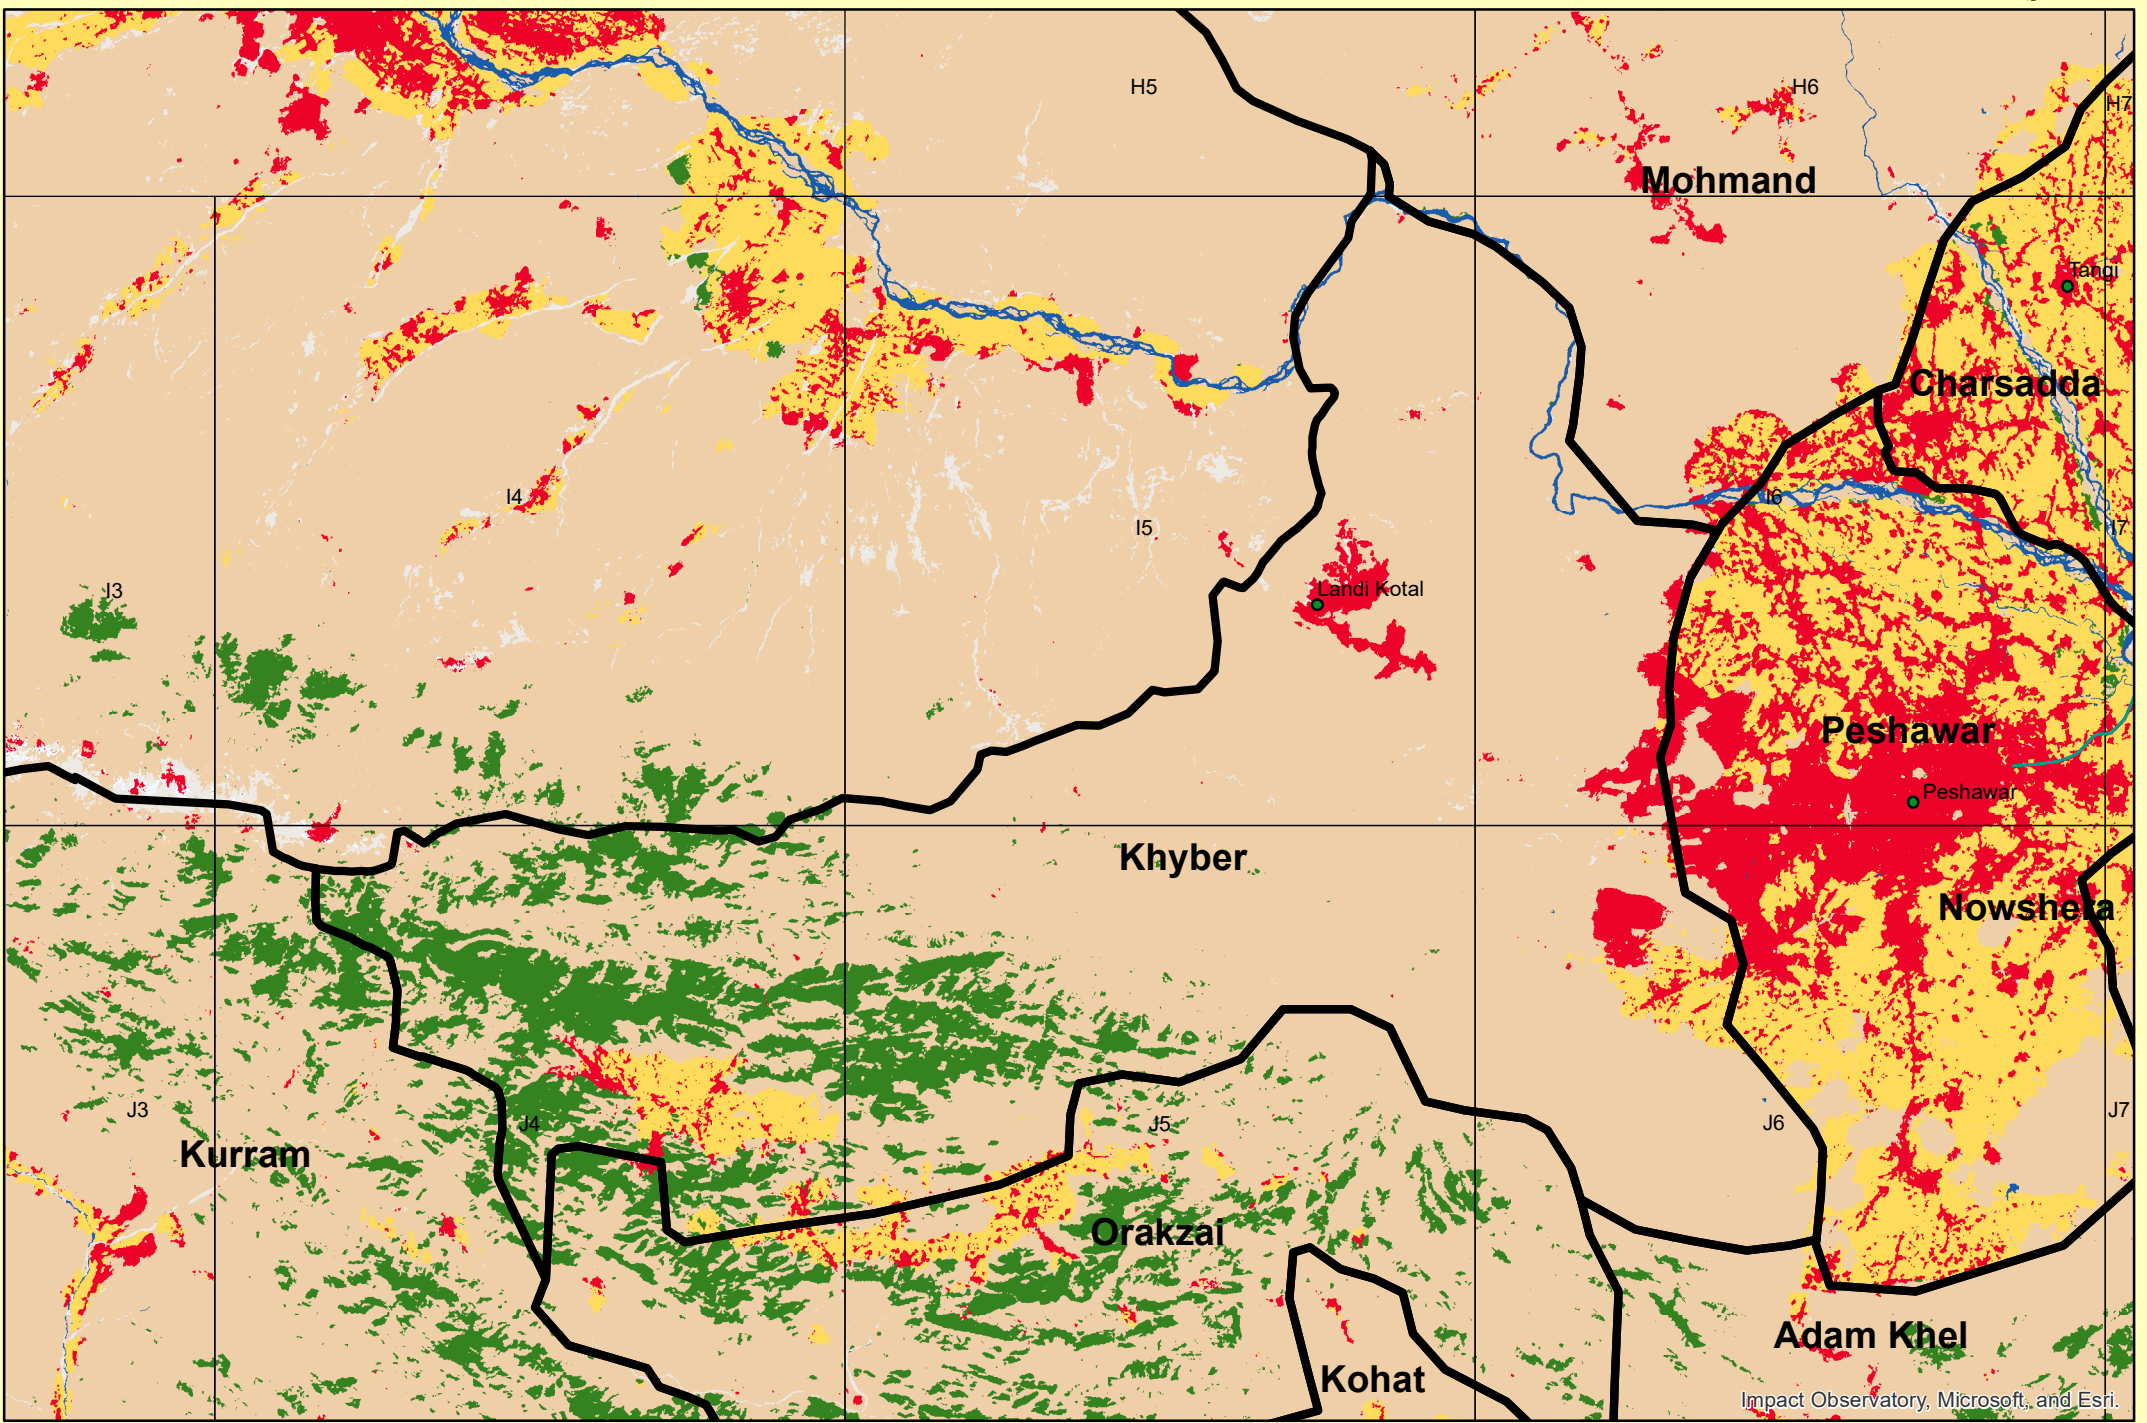 H5
H6
H7
Mohmand
Tangi
Charsadda
I4
I6
I5
I7
I3
Landi Kotal
Peshawar
Peshawar
Khyber
Nowshera
J3
J4
J5
J6
J7
Kurram
Orakzai
Adam Khel
Kohat
Impact Observatory, Microsoft, and Esri.